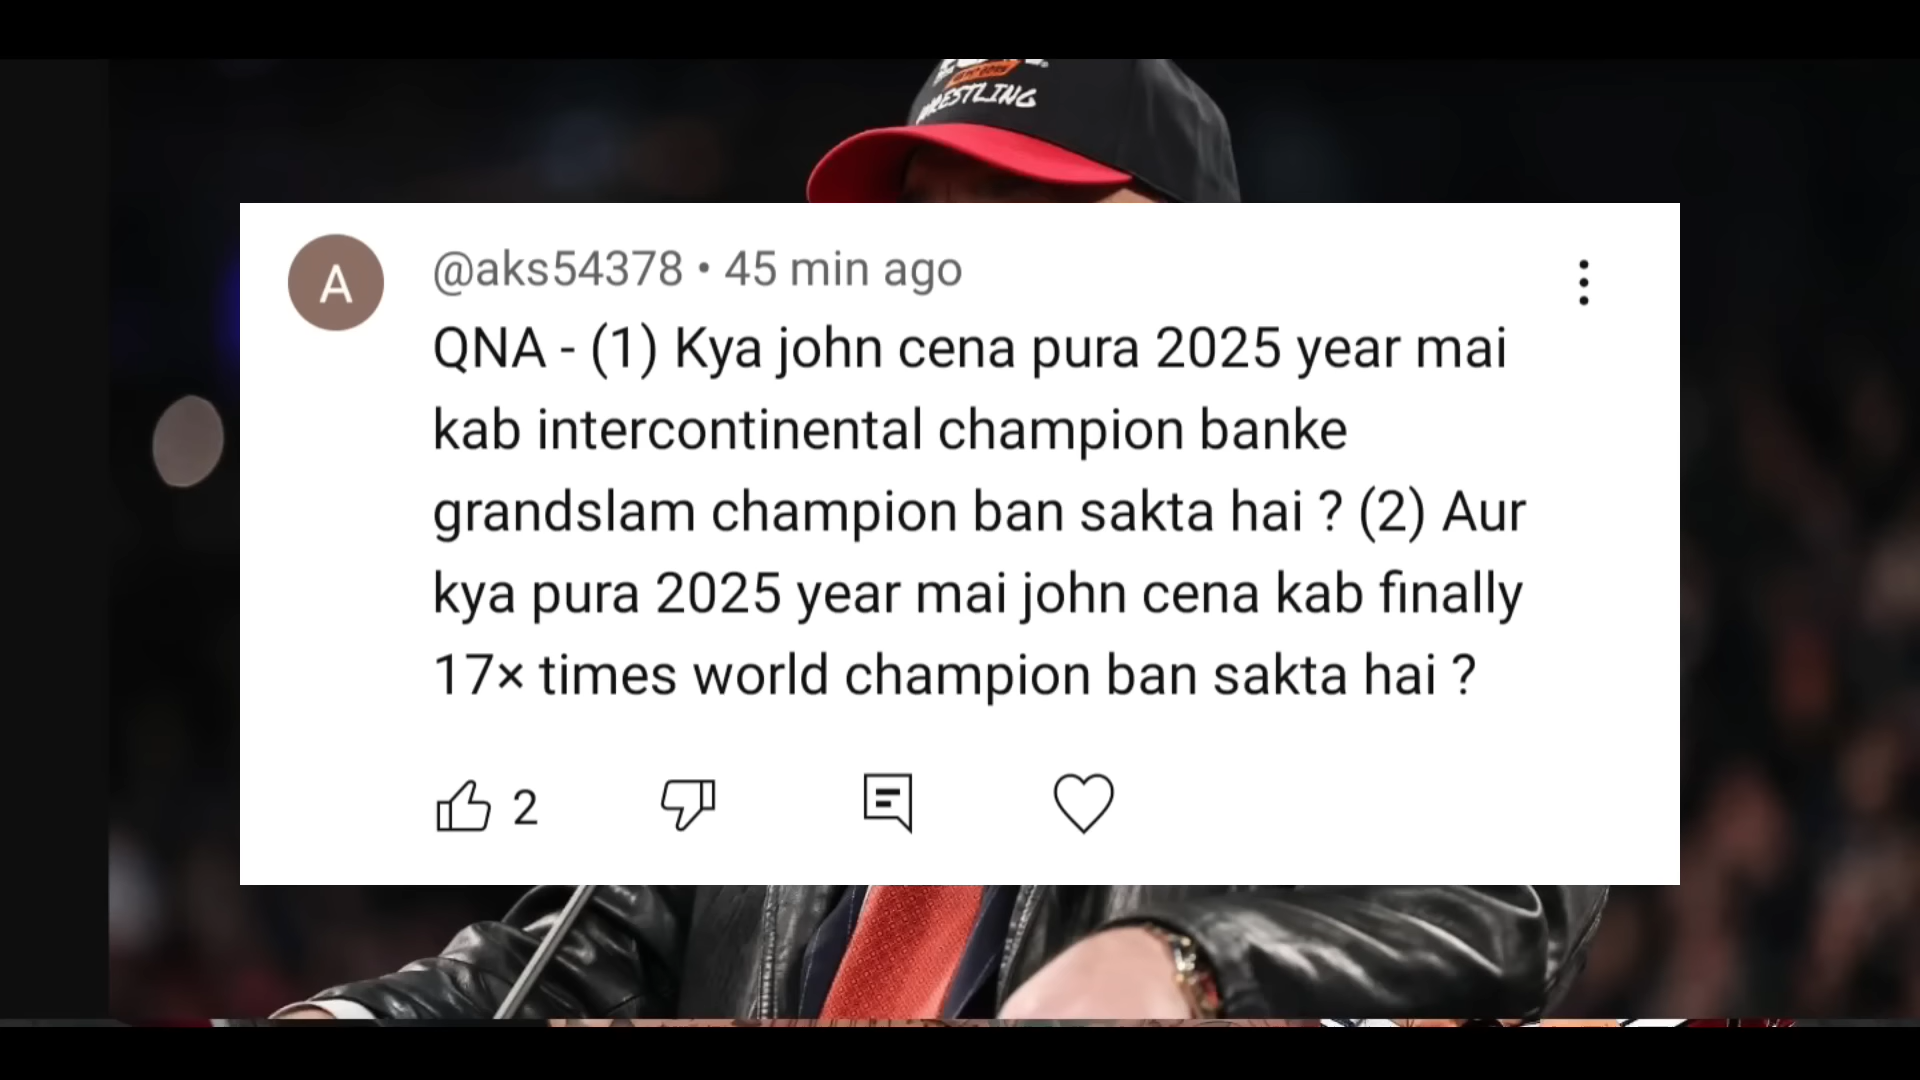 WRESTLING
A
@aks54378 • 45 min ago
QNA - (1) Kya john cena pura 2025 year mai
kab intercontinental champion banke
grandslam champion ban sakta hai ? (2) Aur
kya pura 2025 year mai john cena kab finally
17× times world champion ban sakta hai ?
2